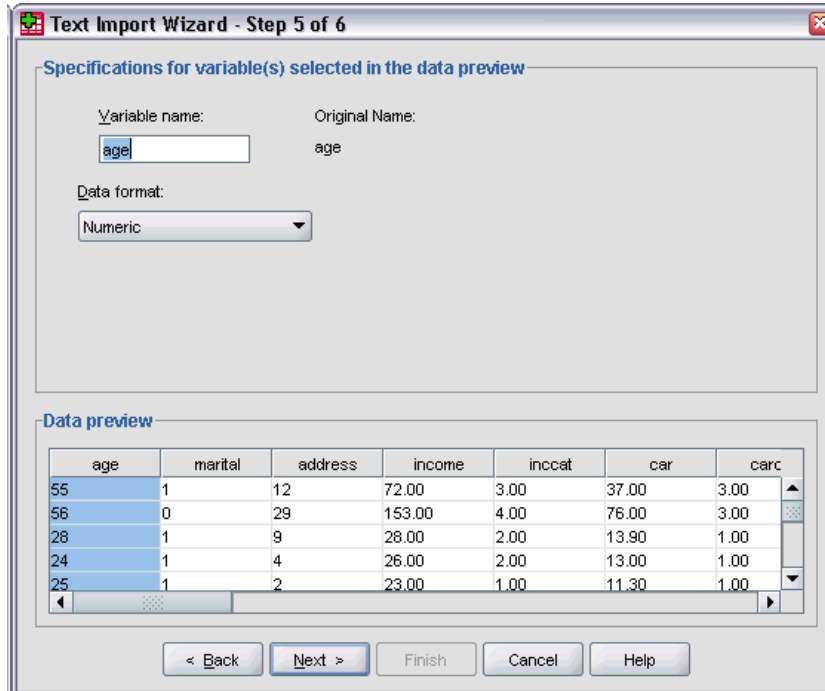 Text Import Wizard - Step 5 of 6
Specifications for variable(s) selected in the data preview
Variable name: Original Name:
age age
Data format:
Numeric
Data preview
age marital address income inccat car carc
55 1 12 72.00 3.00 37.00 3.00
56 0 29 153.00 4.00 76.00 3.00
28 1 9 28.00 2.00 13.90 1.00
24 1 4 26.00 2.00 13.00 1.00
25 1 2 23.00 1.00 11.30 1.00
< Back Next > Finish Cancel Help